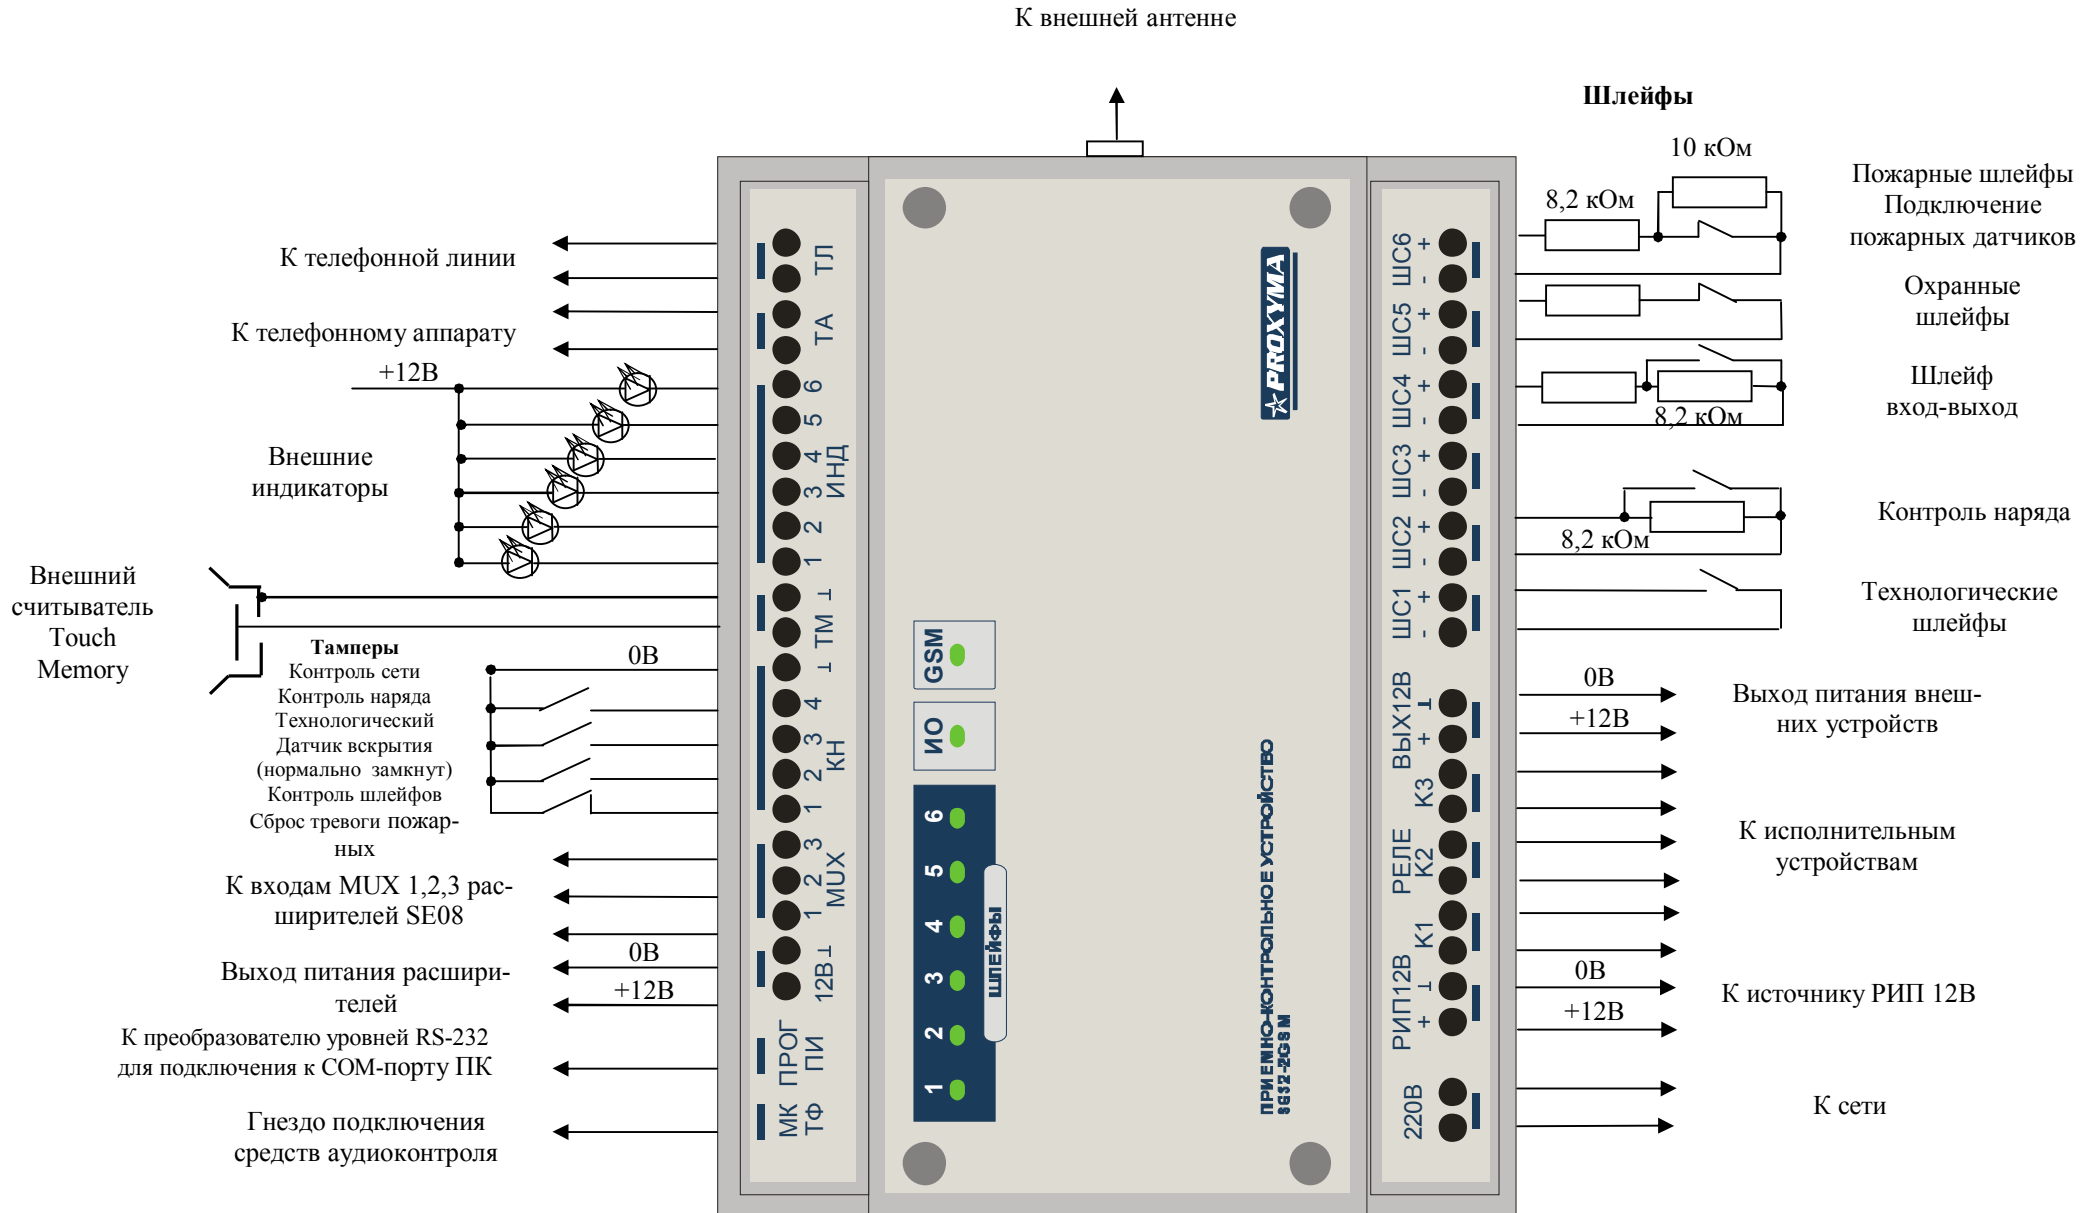 К внешней антенне
Шлейфы
10 кОм
8,2 кОм
Пожарные шлейфы
Подключение
пожарных датчиков
Охранные
шлейфы
Шлейф
вход-выход
8,2 кОм
Контроль наряда
8,2 кОм
Технологические
шлейфы
0В
+12В
Выход питания внеш-
них устройств
К исполнительным
устройствам
0В
+12В
К источнику РИП 12В
К сети
К телефонной линии
К телефонному аппарату
+12В
Внешние
индикаторы
Внешний
считыватель
Touch
Memory
Тамперы
Контроль сети
Контроль наряда
Технологический
Датчик вскрытия
(нормально замкнут)
Контроль шлейфов
Сброс тревоги пожар-
ных
0В
К входам MUX 1,2,3 рас-
ширителей SE08
0В
+12В
Выход питания расшири-
телей
К преобразователю уровней RS-232
для подключения к COM-порту ПК
Гнездо подключения
средств аудиоконтроля
ТЛ
ТА
6
5
4
3
2
1
ИНД
ТМ ⊥
⊥
4
3
2
1
КН
3
2
1
MUX
12В ⊥
ПРОГ
ПИ
МК
ТФ
GSM
ИО
6
5
4
3
2
1
ШЛЕЙФЫ
PROXYMA
ПРИЕМНО-КОНТРОЛЬНОЕ УСТРОЙСТВО
SGS2-2GSM
ШС6 - +
ШС5 - +
ШС4 - +
ШС3 - +
ШС2 - +
ШС1 - +
ВЫХ12В
+ ⊥
К3
РЕЛЕ
К2
К1
РИП12В
+ ⊥
220В